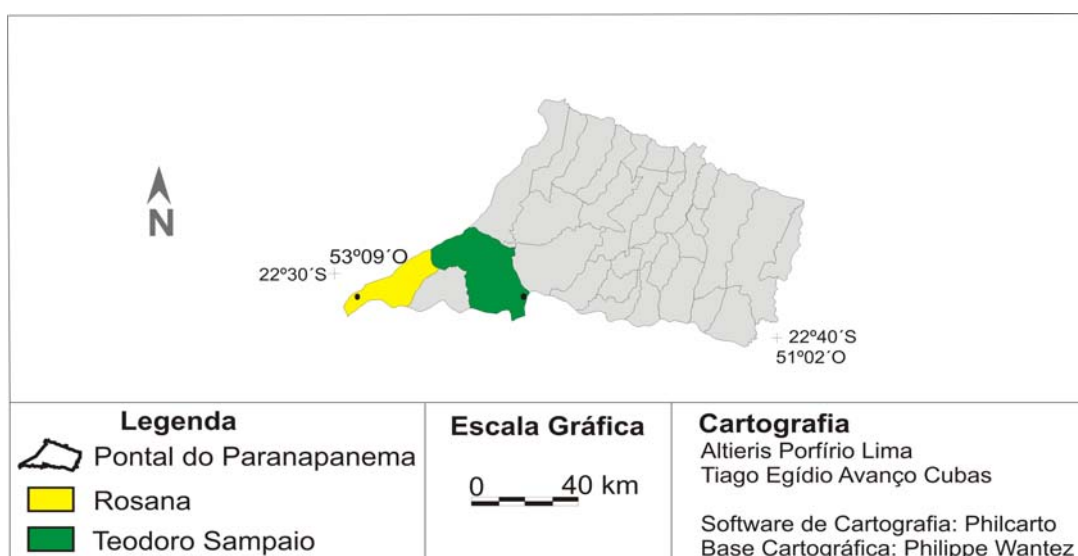 N
53º09´O
22º30´S
22º40´S
51º02´O
Legenda
Pontal do Paranapanema
Rosana
Teodoro Sampaio
Escala Gráfica
0 40 km
Cartografia
Altieris Porfírio Lima
Tiago Egídio Avanço Cubas
Software de Cartografia: Philcarto
Base Cartográfica: Philippe Wantez